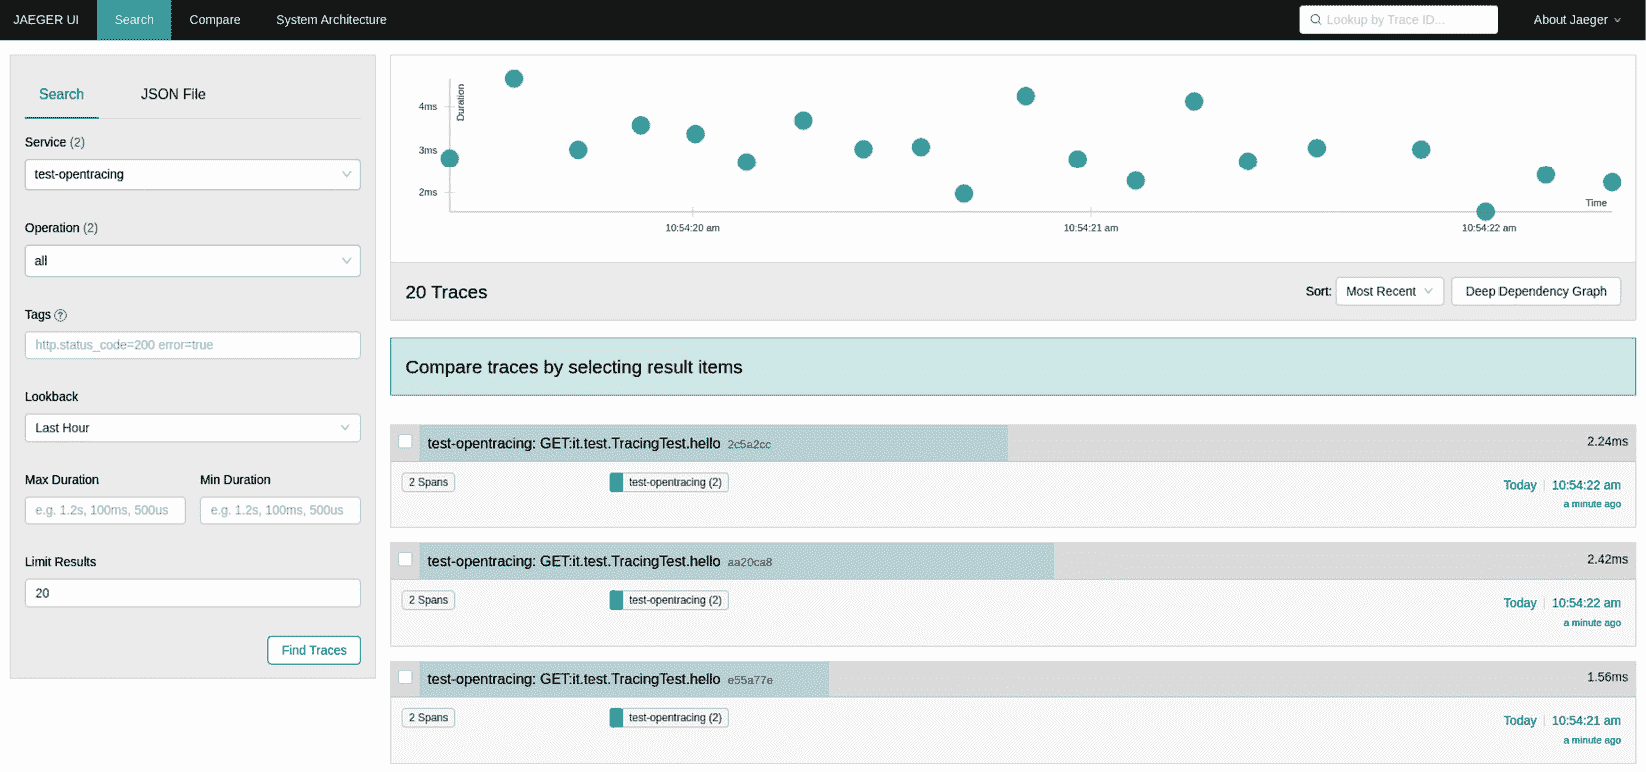 JAEGER UI Search Compare System Architecture Lookup by Trace ID... About Jaeger
Search JSON File
Service (2)
test-opentracing
Operation (2)
all
Tags ?
http.status_code=200 error=true
Lookback
Last Hour
Max Duration Min Duration
e.g. 1.2s, 100ms, 500us e.g. 1.2s, 100ms, 500us
Limit Results
20
Find Traces
Duration
4ms
3ms
2ms
Time
10:54:20 am 10:54:21 am 10:54:22 am
20 Traces Sort: Most Recent Deep Dependency Graph
Compare traces by selecting result items
test-opentracing: GET:it.test.TracingTest.hello 2c5a2cc 2.24ms
2 Spans test-opentracing (2) Today 10:54:22 am
a minute ago
test-opentracing: GET:it.test.TracingTest.hello aa20ca8 2.42ms
2 Spans test-opentracing (2) Today 10:54:22 am
a minute ago
test-opentracing: GET:it.test.TracingTest.hello e55a77e 1.56ms
2 Spans test-opentracing (2) Today 10:54:21 am
a minute ago